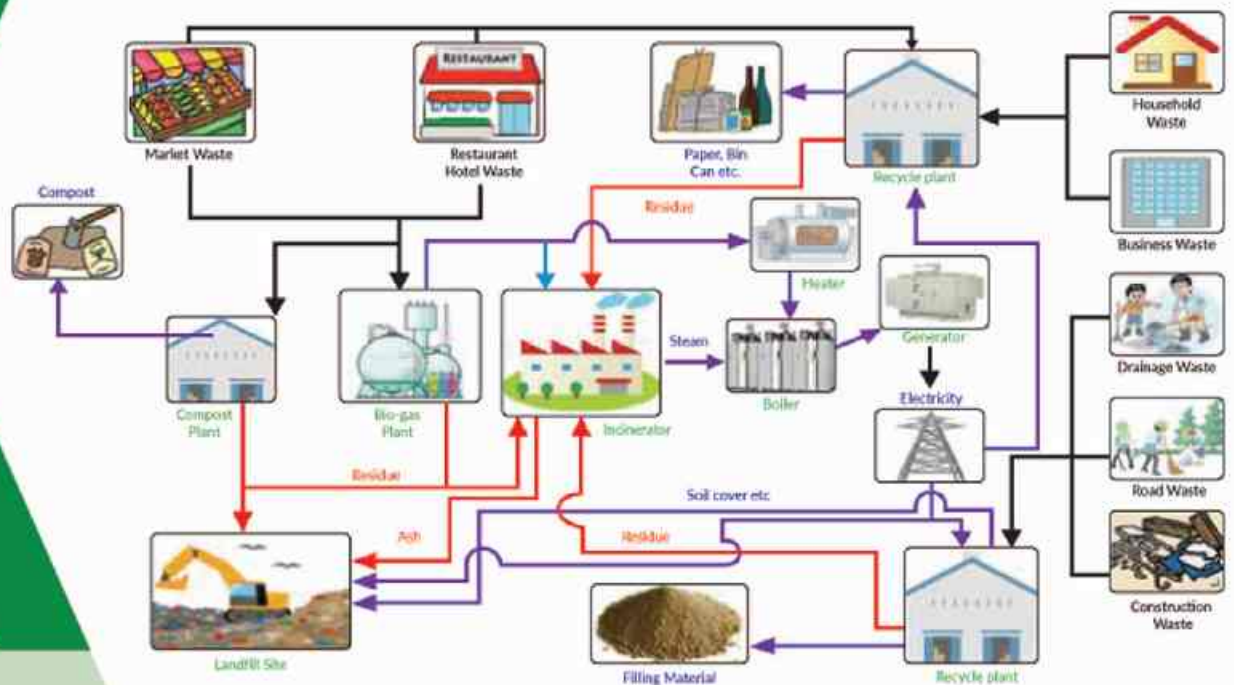 RESTAURANT
Household
Waste
Market Waste
Restaurant
Hotel Waste
Paper, Bin
Can etc.
Recycle plant
Compost
Residue
Business Waste
Heater
Steam
Generator
Drainage Waste
Compost
Plant
Bio-gas
Plant
Incinerator
Boiler
Electricity
Residue
Soil cover etc
Road Waste
Ash
Residue
Construction
Waste
Landfill Site
Filling Material
Recycle plant